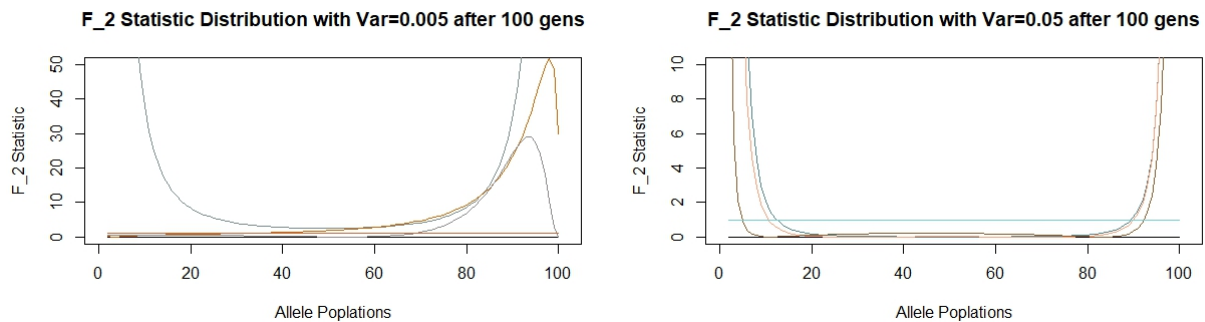 F_2 Statistic Distribution with Var=0.005 after 100 gens
F_2 Statistic
50
40
30
20
10
0
0 20 40 60 80 100
Allele Poplations
F_2 Statistic Distribution with Var=0.05 after 100 gens
F_2 Statistic
10
8
6
4
2
0
0 20 40 60 80 100
Allele Poplations